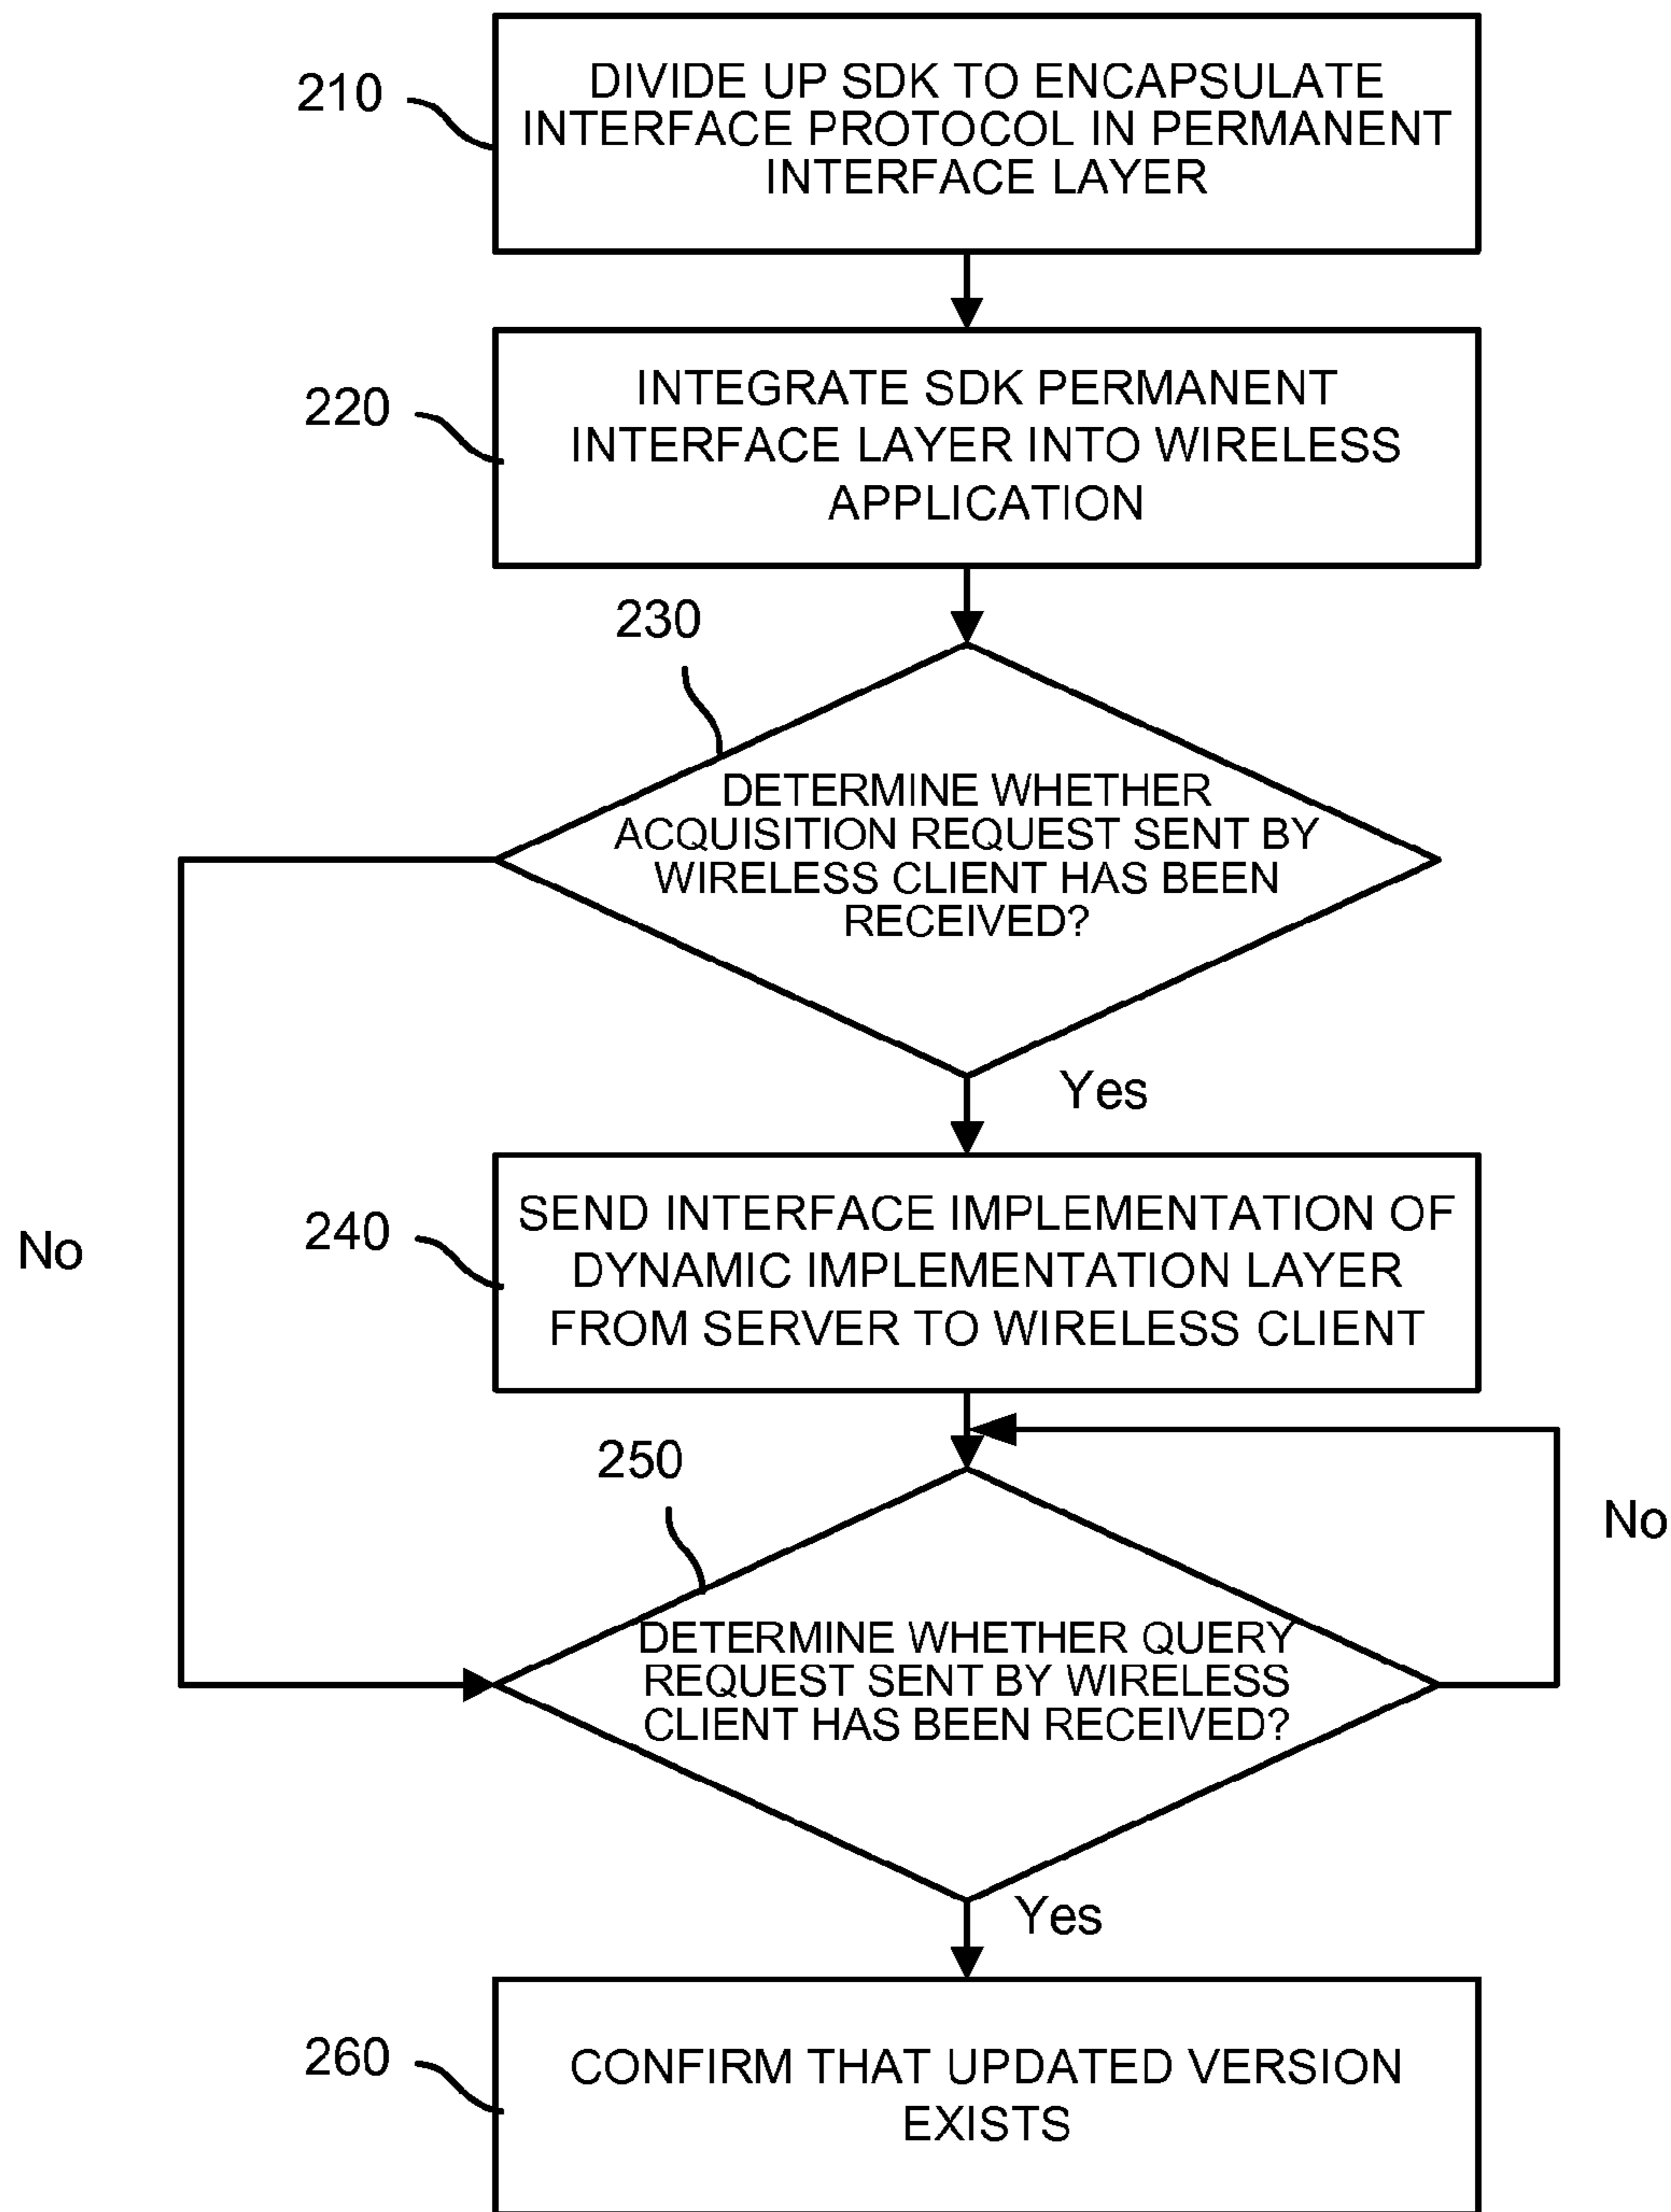 210
DIVIDE UP SDK TO ENCAPSULATE
INTERFACE PROTOCOL IN PERMANENT
INTERFACE LAYER
220
INTEGRATE SDK PERMANENT
INTERFACE LAYER INTO WIRELESS
APPLICATION
230
DETERMINE WHETHER
ACQUISITION REQUEST SENT BY
WIRELESS CLIENT HAS BEEN
RECEIVED?
Yes
No
240
SEND INTERFACE IMPLEMENTATION OF
DYNAMIC IMPLEMENTATION LAYER
FROM SERVER TO WIRELESS CLIENT
250
No
DETERMINE WHETHER QUERY
REQUEST SENT BY WIRELESS
CLIENT HAS BEEN RECEIVED?
Yes
260
CONFIRM THAT UPDATED VERSION
EXISTS